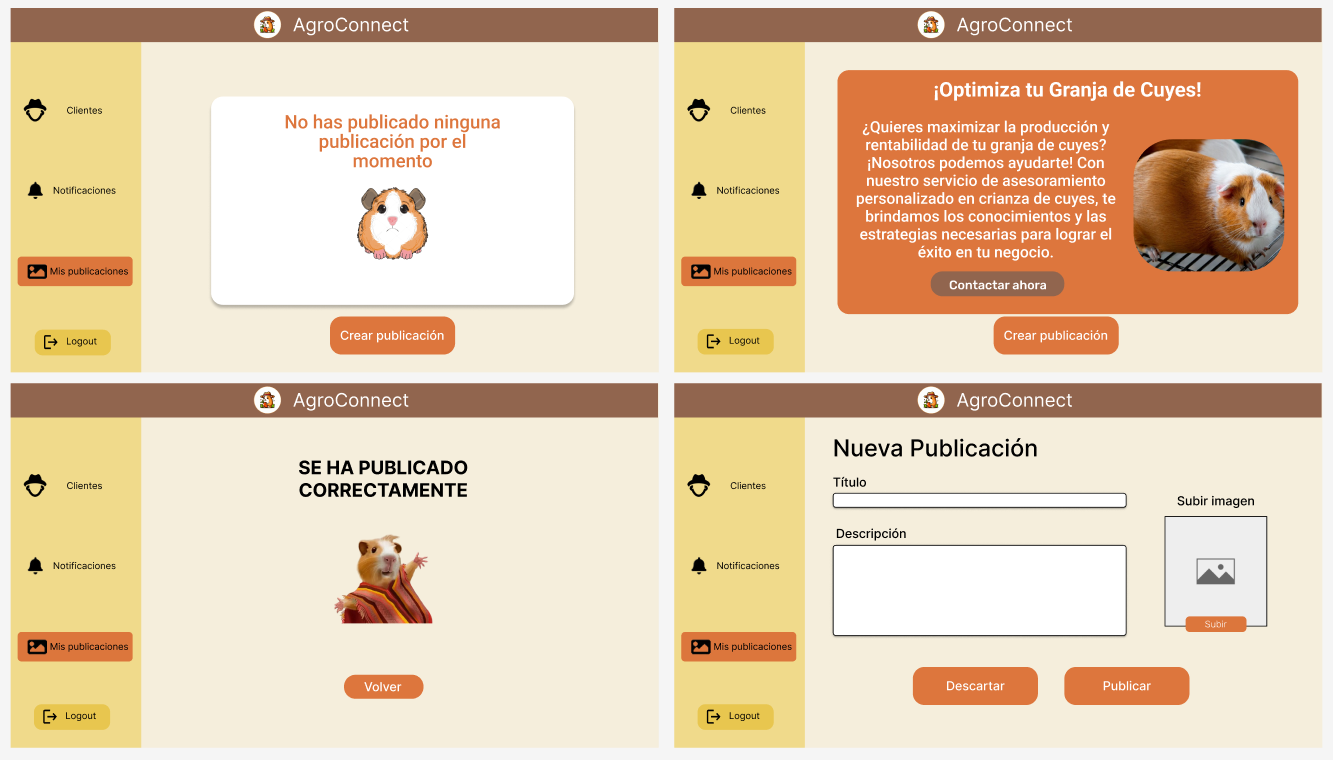 AgroConnect
Clientes
Notificaciones
Mis publicaciones
Logout
No has publicado ninguna
publicación por el
momento
Crear publicación
AgroConnect
Clientes
Notificaciones
Mis publicaciones
Logout
¡Optimiza tu Granja de Cuyes!
¿Quieres maximizar la producción y
rentabilidad de tu granja de cuyes?
¡Nosotros podemos ayudarte! Con
nuestro servicio de asesoramiento
personalizado en crianza de cuyes, te
brindamos los conocimientos y las
estrategias necesarias para lograr el
éxito en tu negocio.
Contactar ahora
Crear publicación
AgroConnect
Clientes
Notificaciones
Mis publicaciones
Logout
SE HA PUBLICADO
CORRECTAMENTE
Volver
AgroConnect
Clientes
Notificaciones
Mis publicaciones
Logout
Nueva Publicación
Título
Descripción
Subir imagen
Subir
Descartar
Publicar